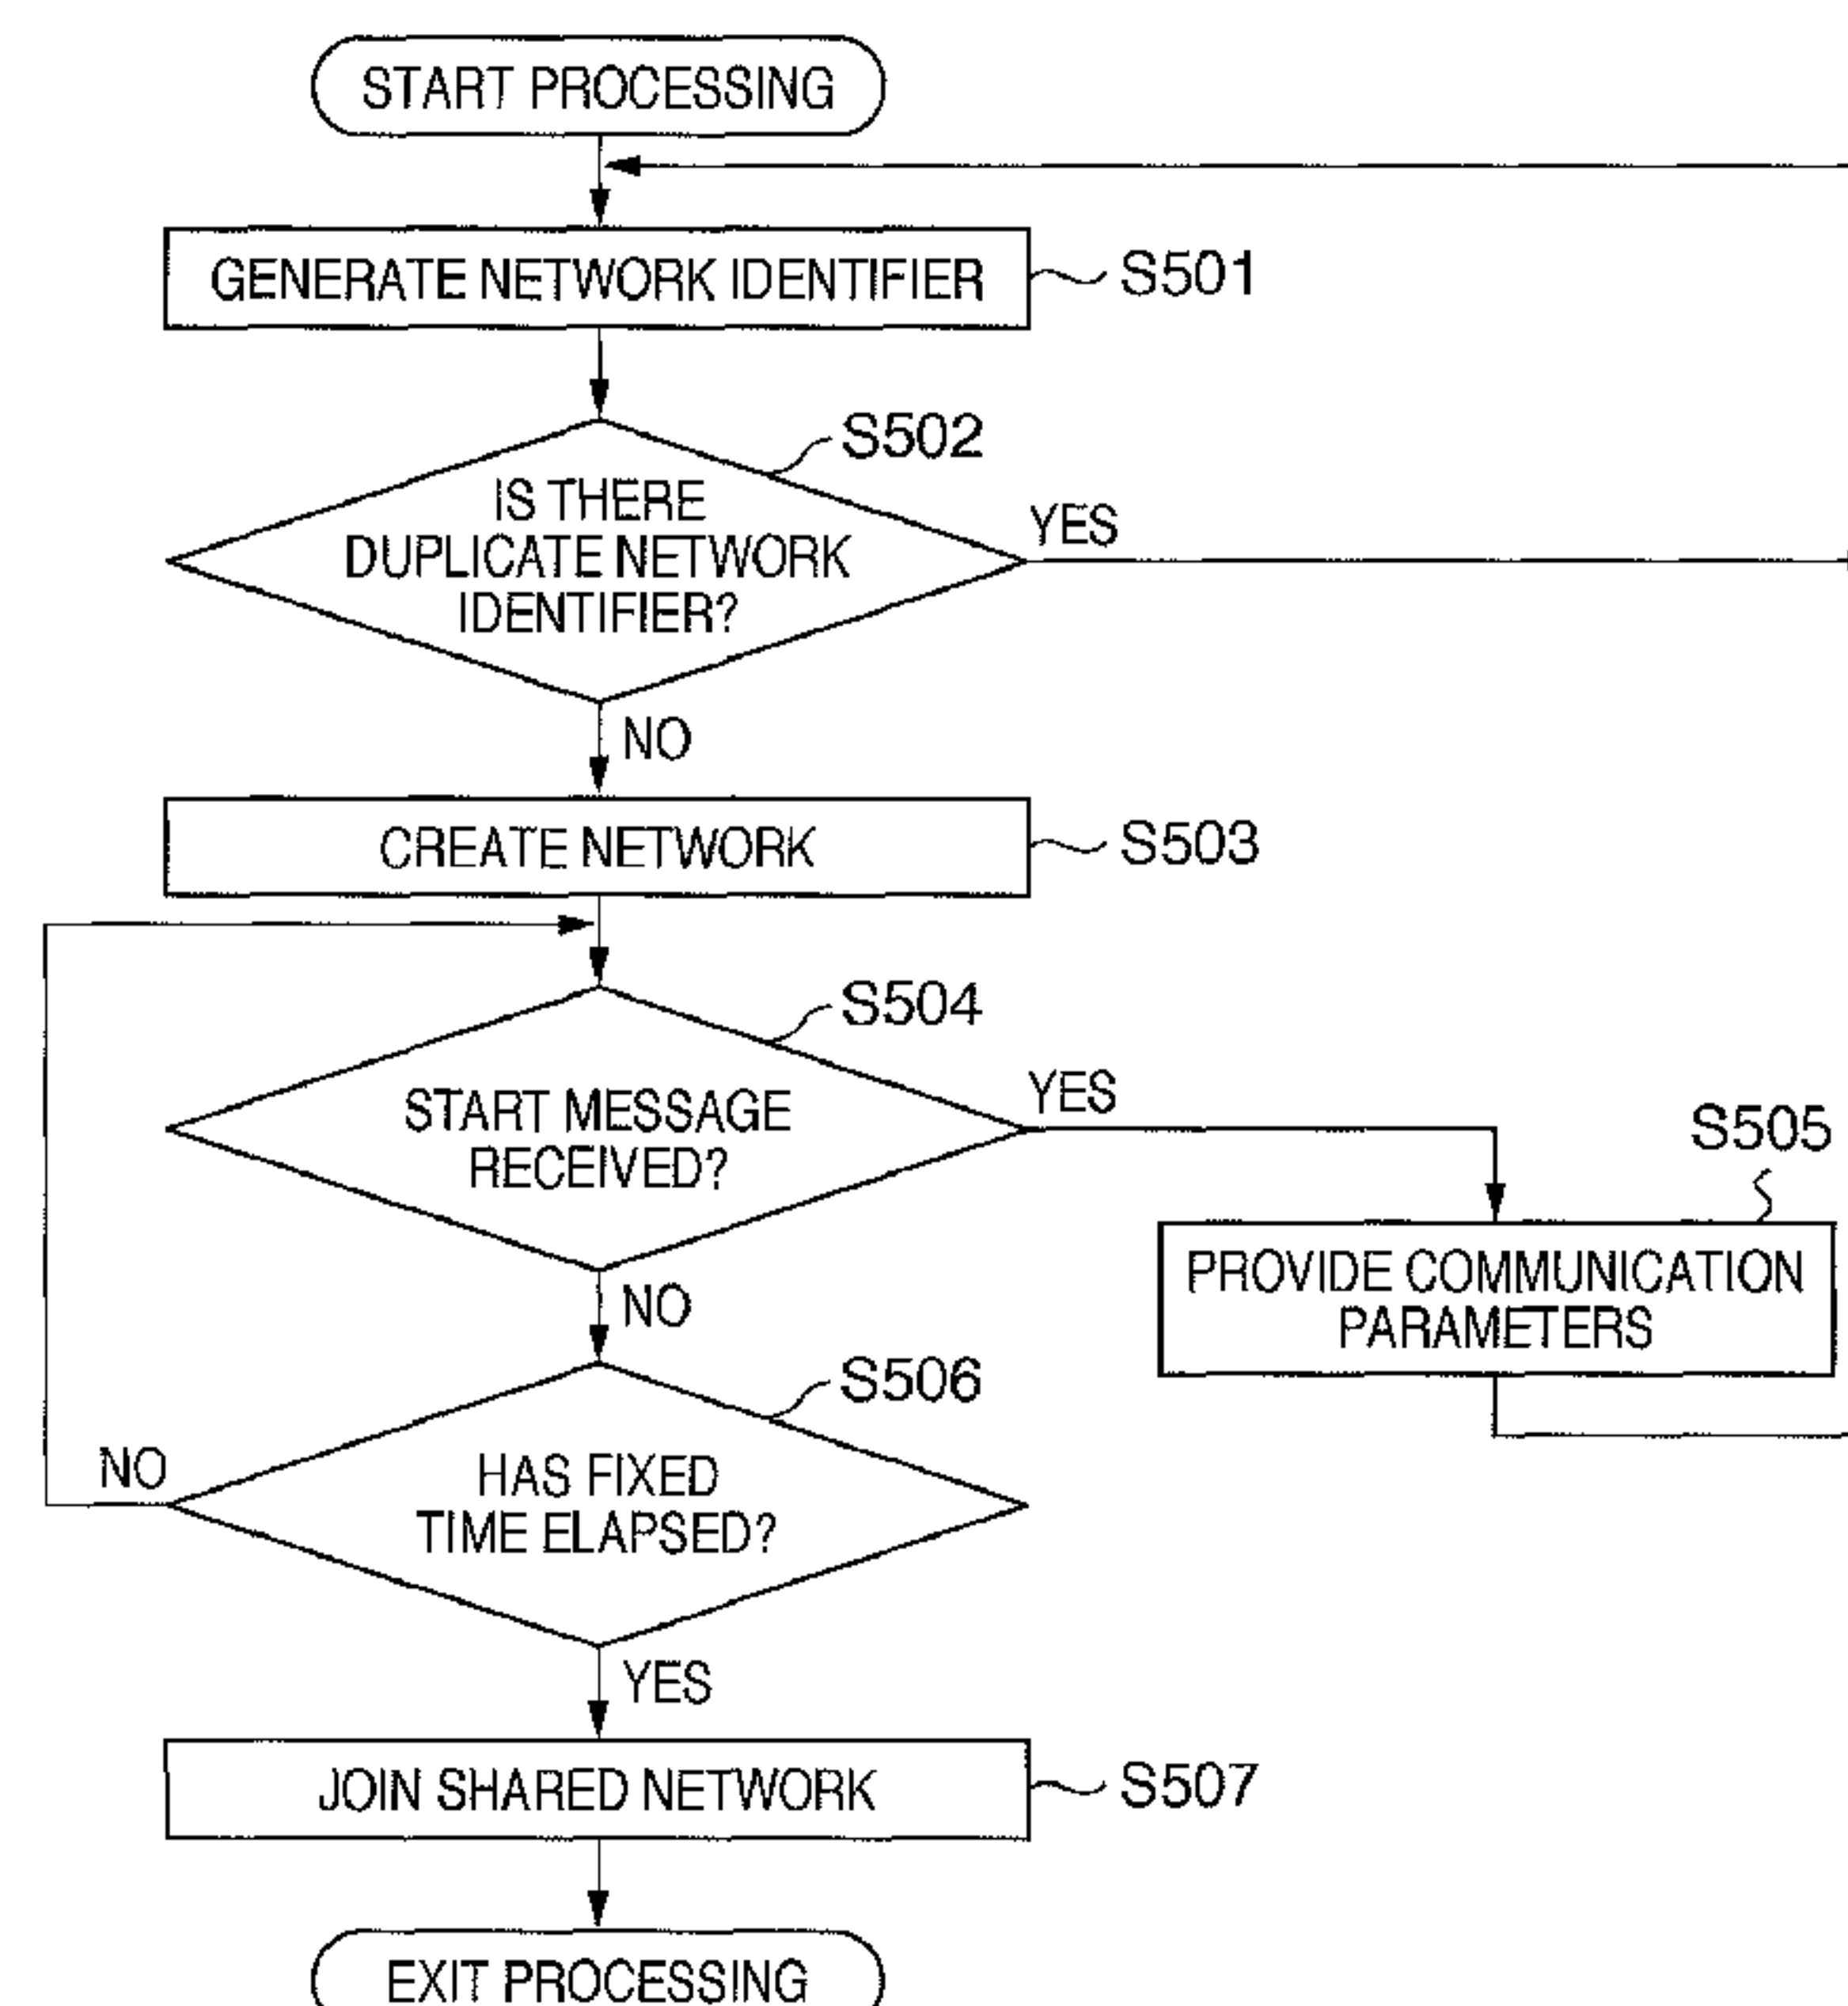 START PROCESSING
GENERATE NETWORK IDENTIFIER
S501
S502
IS THERE
DUPLICATE NETWORK
IDENTIFIER?
YES
NO
CREATE NETWORK
S503
S504
START MESSAGE
RECEIVED?
YES
S505
PROVIDE COMMUNICATION
PARAMETERS
NO
S506
HAS FIXED
TIME ELAPSED?
NO
YES
JOIN SHARED NETWORK
S507
EXIT PROCESSING